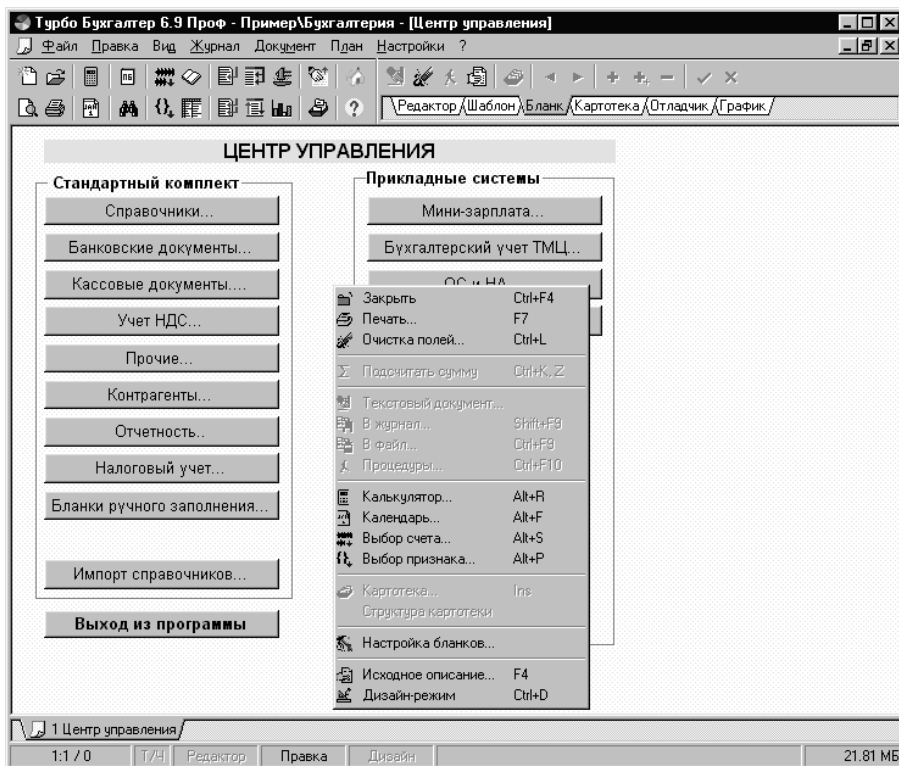 Турбо Бухгалтер 6.9 Проф - Пример\Бухгалтерия - [Центр управления]
Файл Правка Вид Журнал Документ План Настройки ?
Редактор Шаблон Бланк Картотека Отладчик График
ЦЕНТР УПРАВЛЕНИЯ
Стандартный комплект
Справочники...
Банковские документы...
Кассовые документы....
Учет НДС...
Прочие...
Контрагенты...
Отчетность..
Налоговый учет...
Бланки ручного заполнения...
Импорт справочников...
Выход из программы
Прикладные системы
Мини-зарплата...
Бухгалтерский учет ТМЦ...
ОС и НА
Закрыть Ctrl+F4
Печать... F7
Очистка полей... Ctrl+L
Подсчитать сумму Ctrl+K, Z
Текстовый документ...
В журнал... Shift+F9
В файл... Ctrl+F9
Процедуры... Ctrl+F10
Калькулятор... Alt+R
Календарь... Alt+F
Выбор счета... Alt+S
Выбор признака... Alt+P
Картотека... Ins
Структура картотеки
Настройка бланков...
Исходное описание... F4
Дизайн-режим Ctrl+D
1 Центр управления
1:1 / 0 Т/Ч Редактор Правка Дизайн 21.81 МБ